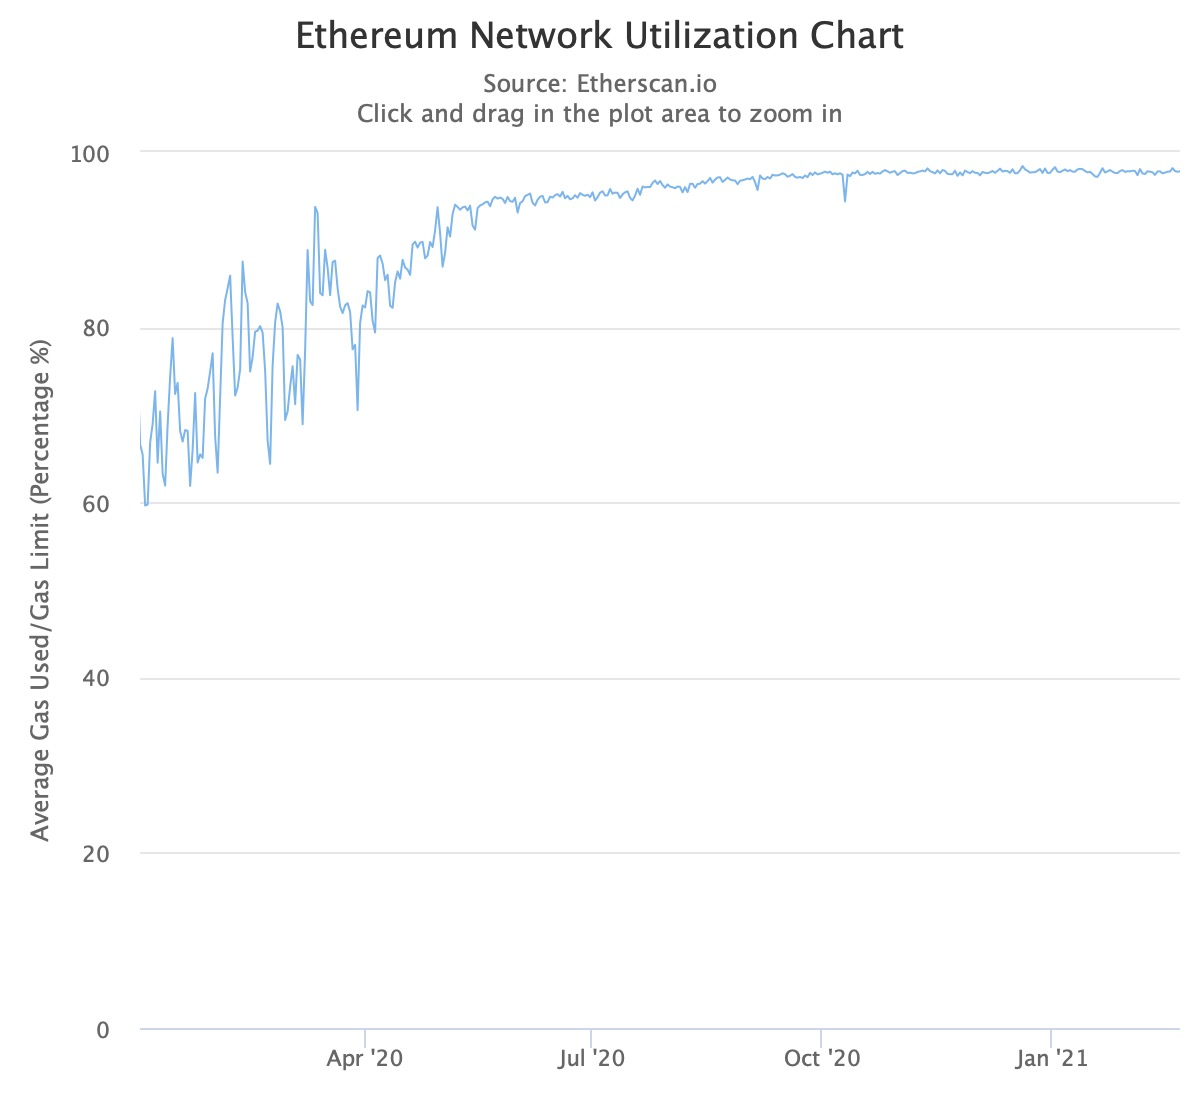 Ethereum Network Utilization Chart
Source: Etherscan.io
Click and drag in the plot area to zoom in
Average Gas Used/Gas Limit (Percentage %)
100
80
60
40
20
0
Apr '20
Jul '20
Oct '20
Jan '21